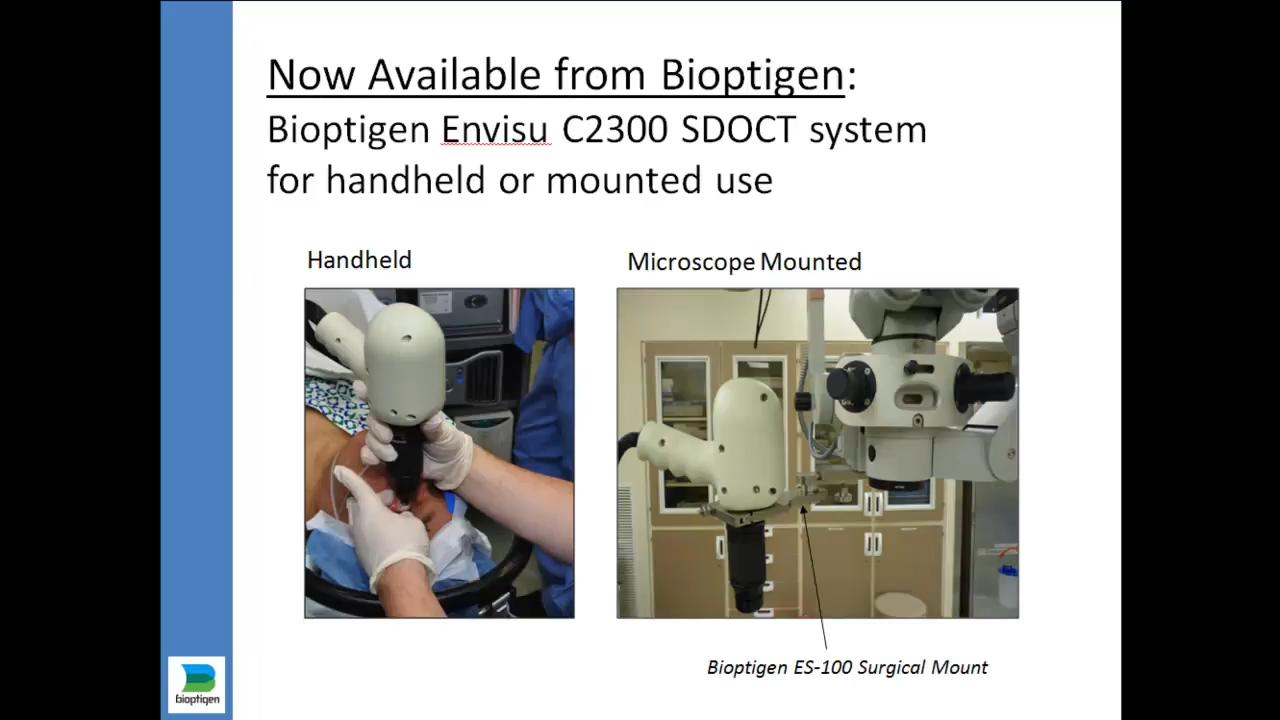 Now Available from Bioptigen:
Bioptigen Envisu C2300 SDOCT system
for handheld or mounted use
Handheld
Microscope Mounted
Bioptigen ES-100 Surgical Mount
bioptigen